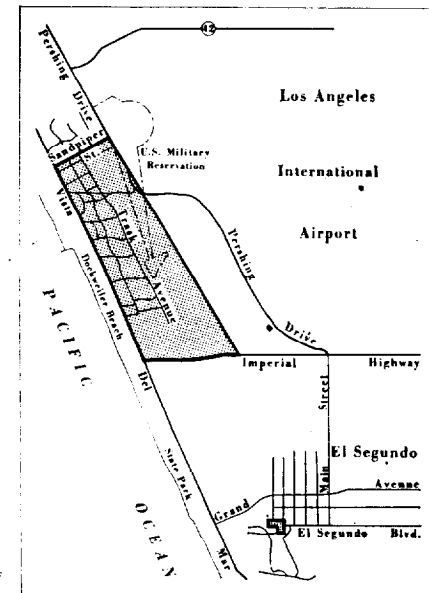 42
Pershing
Drive
Los Angeles
International
Airport
Sandpiper
St.
U.S. Military
Reservation
Vista
Trask
Avenue
Pershing
Drive
Dockweiler Beach
PACIFIC
Imperial Highway
Del
Street
El Segundo
State Park
Main
Avenue
Grand
OCEAN
El Segundo Blvd.
Mar